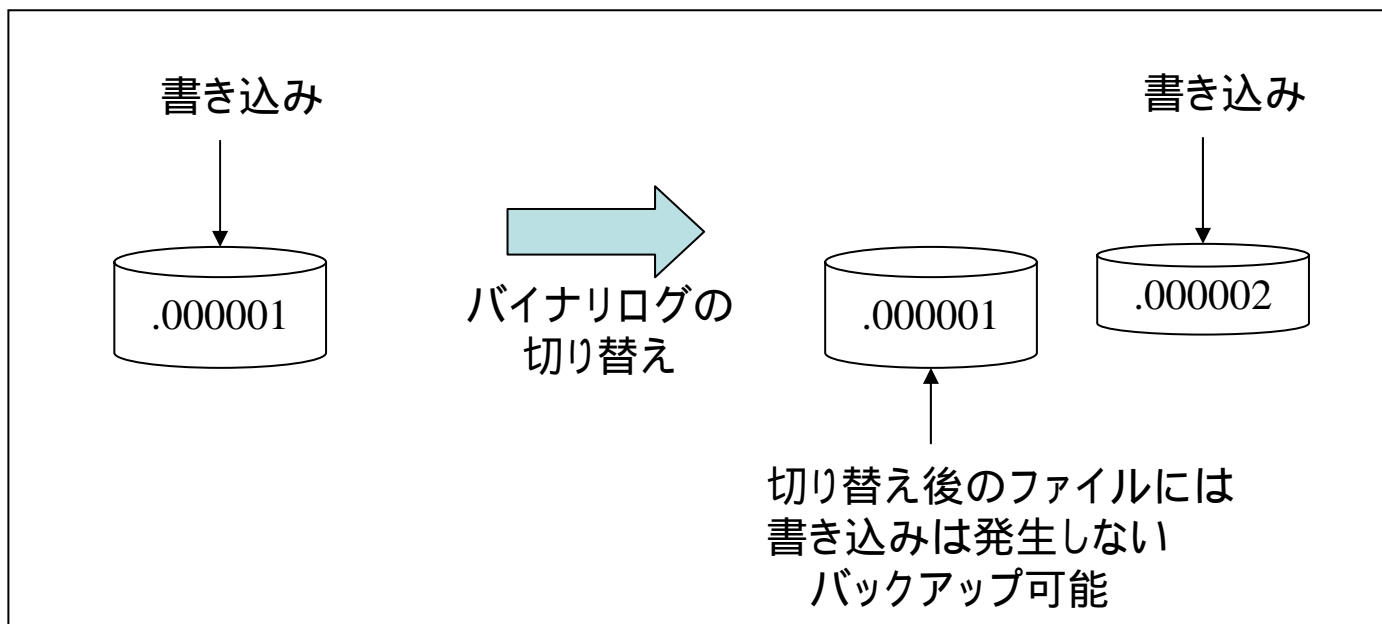 書き込み
.000001
バイナリログの
切り替え
書き込み
.000001
.000002
切り替え後のファイルには
書き込みは発生しない
バックアップ可能